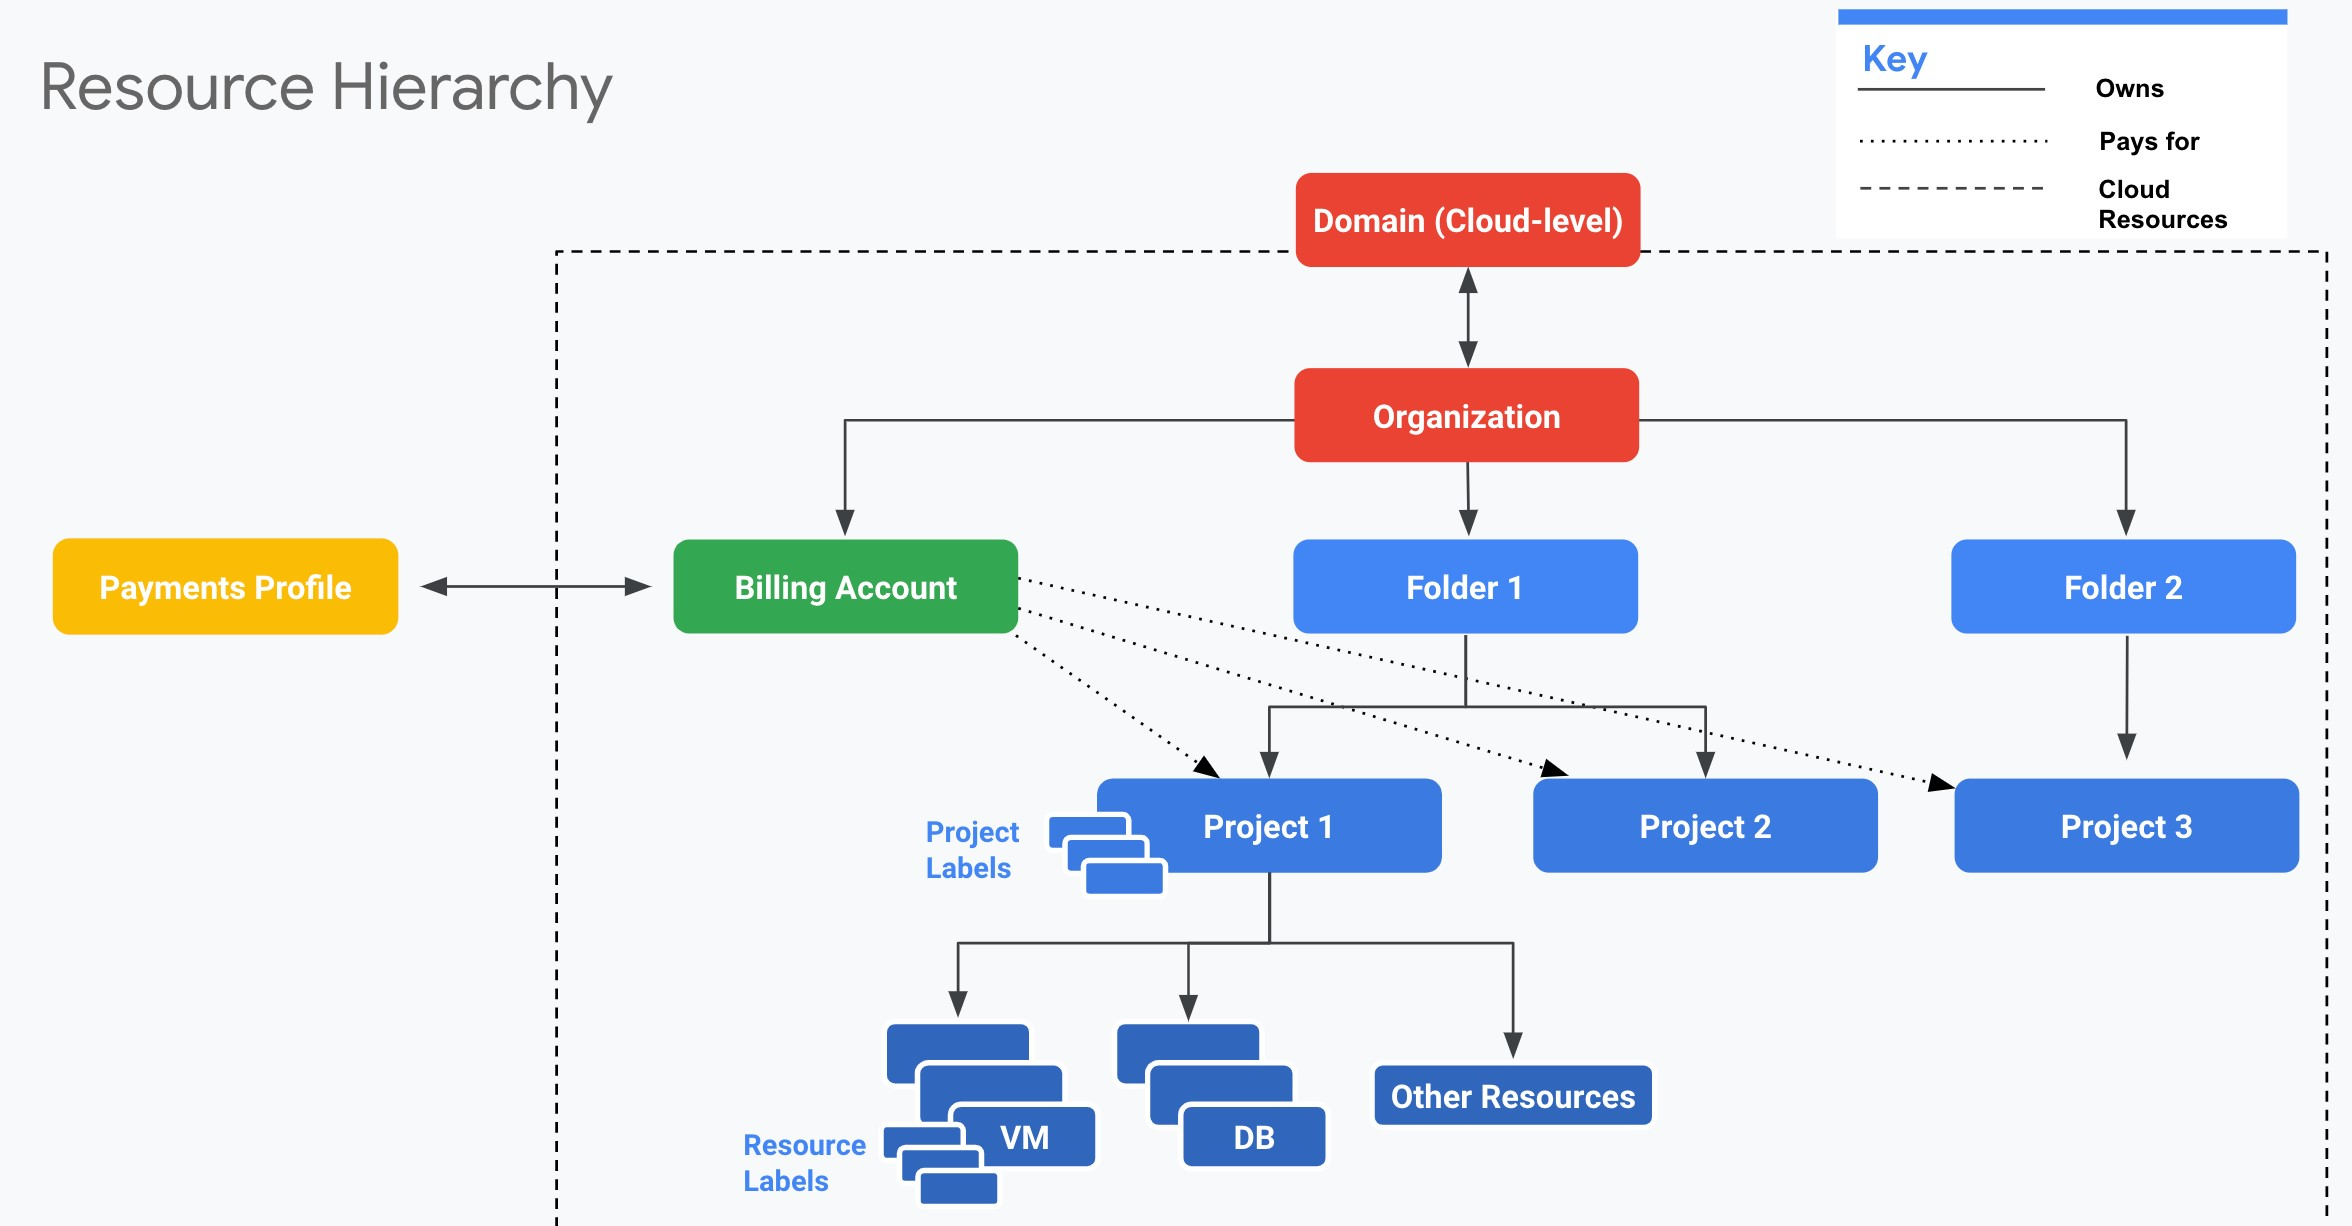 Resource Hierarchy
Key
Owns
Pays for
Cloud
Resources
Domain (Cloud-level)
Organization
Payments Profile
Billing Account
Folder 1
Folder 2
Project
Labels
Project 1
Project 2
Project 3
Resource
Labels
VM
DB
Other Resources